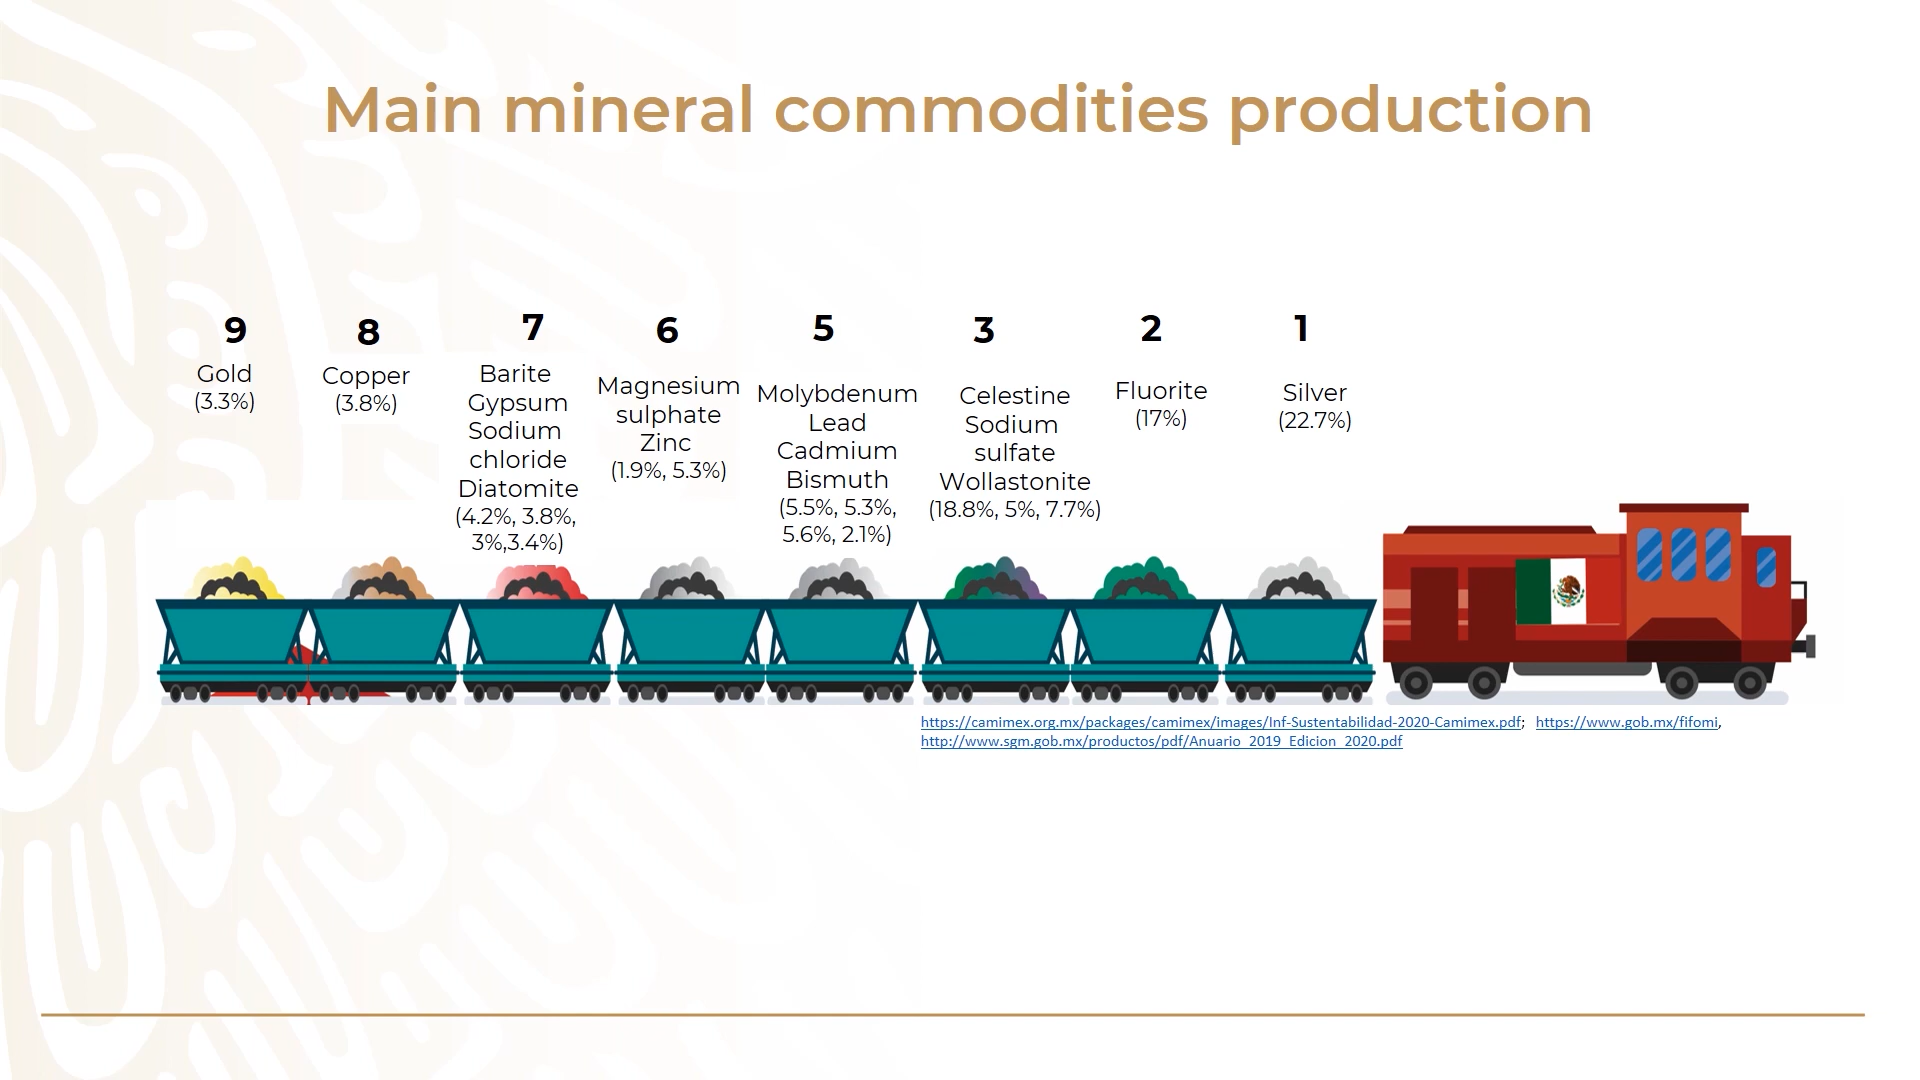 Main mineral commodities production
9
Gold
(3.3%)
8
Copper
(3.8%)
7
Barite
Gypsum
Sodium
chloride
Diatomite
(4.2%, 3.8%,
3%,3.4%)
6
Magnesium
sulphate
Zinc
(1.9%, 5.3%)
5
Molybdenum
Lead
Cadmium
Bismuth
(5.5%, 5.3%,
5.6%, 2.1%)
3
Celestine
Sodium
sulfate
Wollastonite
(18.8%, 5%, 7.7%)
2
Fluorite
(17%)
1
Silver
(22.7%)
https://camimex.org.mx/packages/camimex/images/Inf-Sustentabilidad-2020-Camimex.pdf; https://www.gob.mx/fifomi,
http://www.sgm.gob.mx/productos/pdf/Anuario_2019_Edicion_2020.pdf